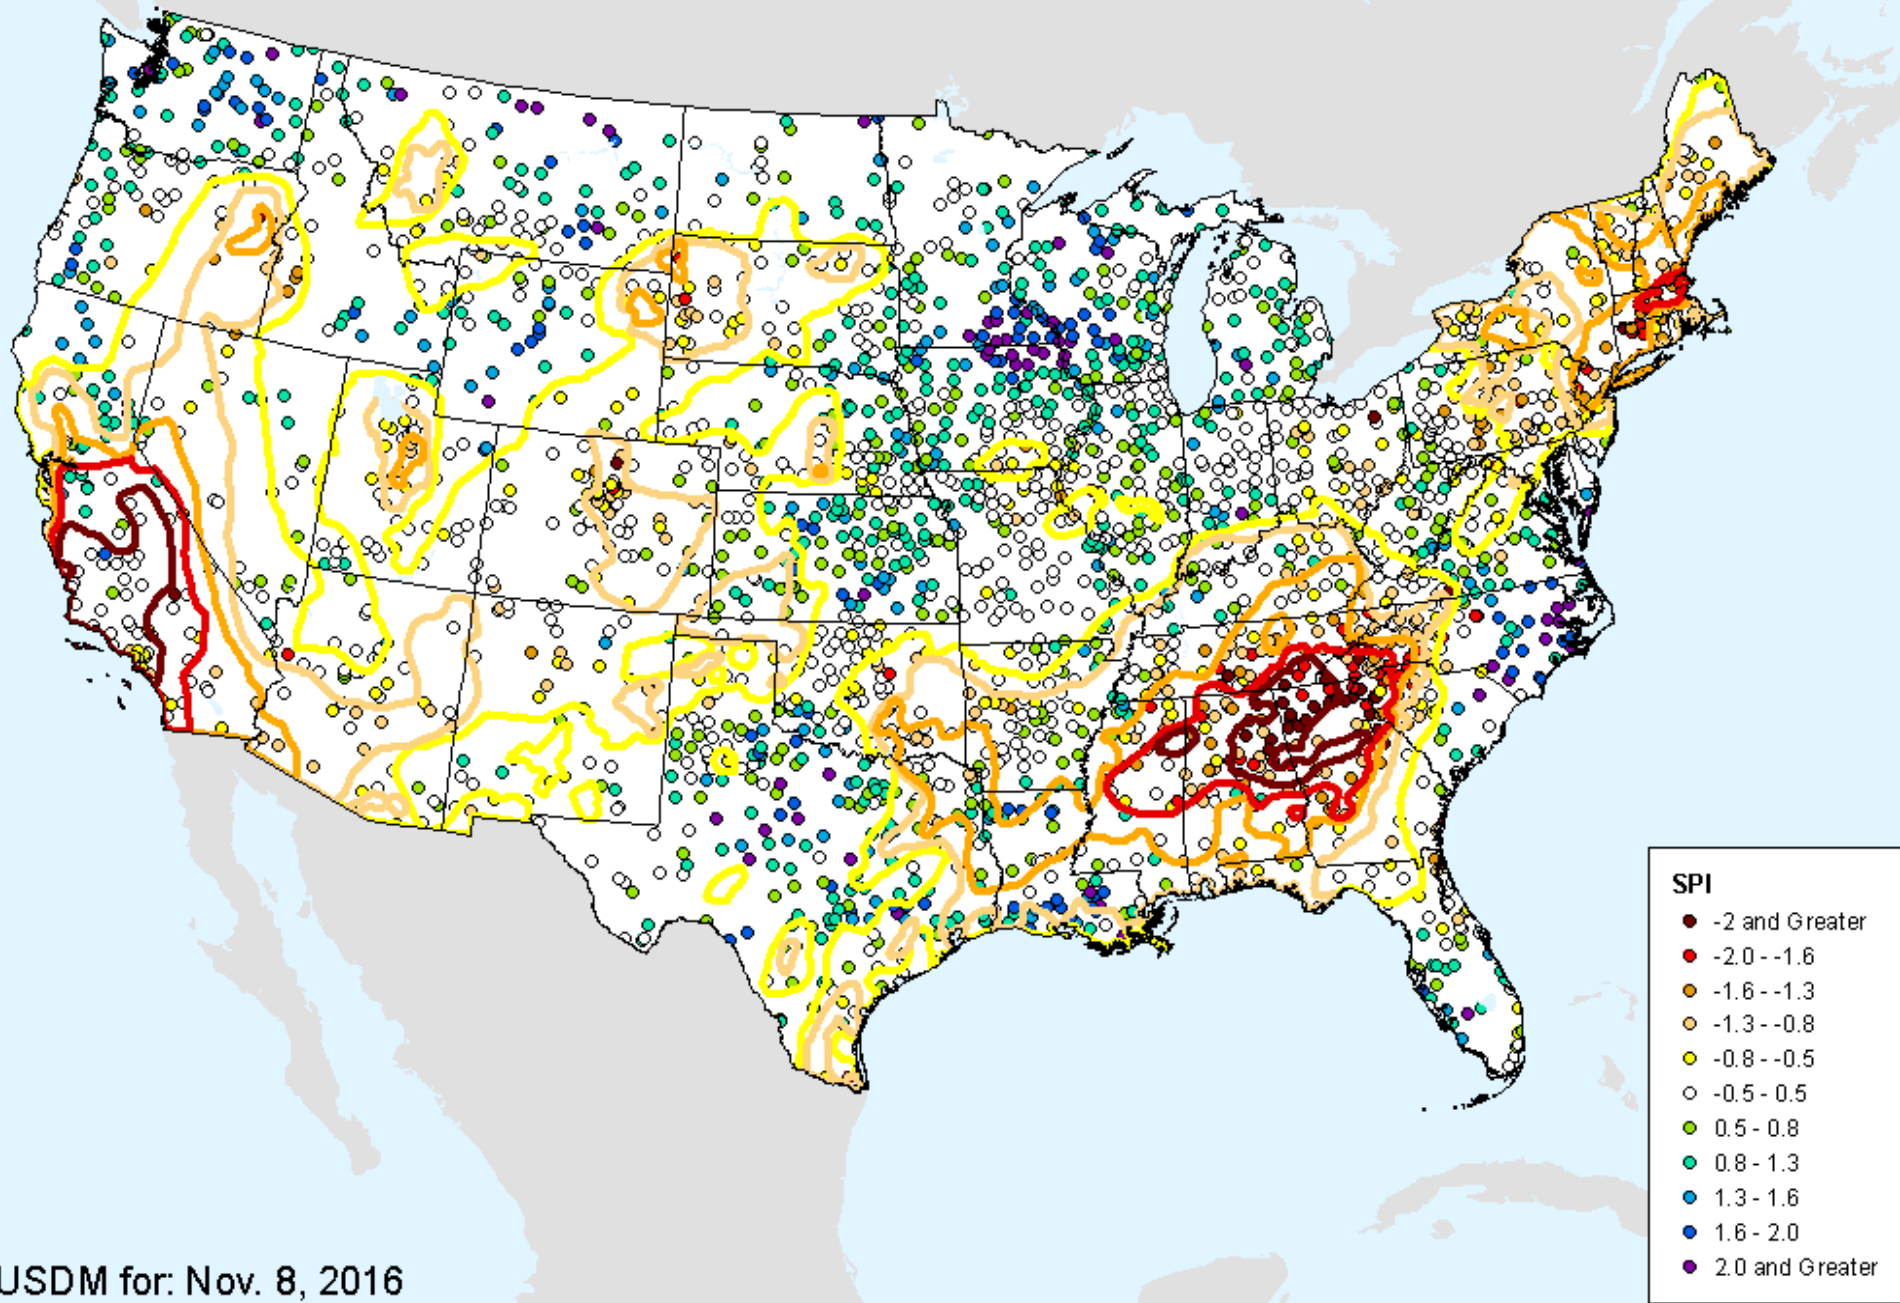 SPI
-2 and Greater
-2.0 - -1.6
-1.6 - -1.3
-1.3 - -0.8
-0.8 - -0.5
-0.5 - 0.5
0.5 - 0.8
0.8 - 1.3
1.3 - 1.6
1.6 - 2.0
2.0 and Greater
USDM for: Nov. 8, 2016